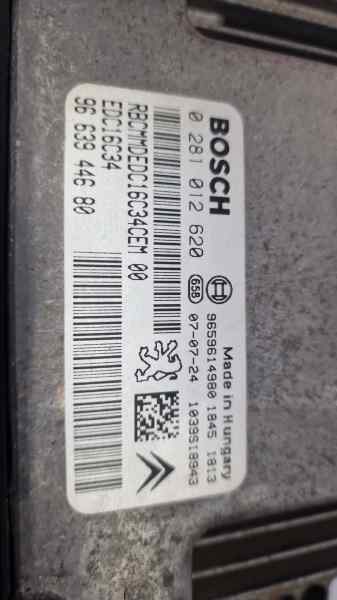 BOSCH
Made in Hungary
0 281 012 620
9659614980 1845 1813
658 07-07-24 1039S18943
RBCMMDEDC16C34CEM 00
EDC16C34
96 639 446 80